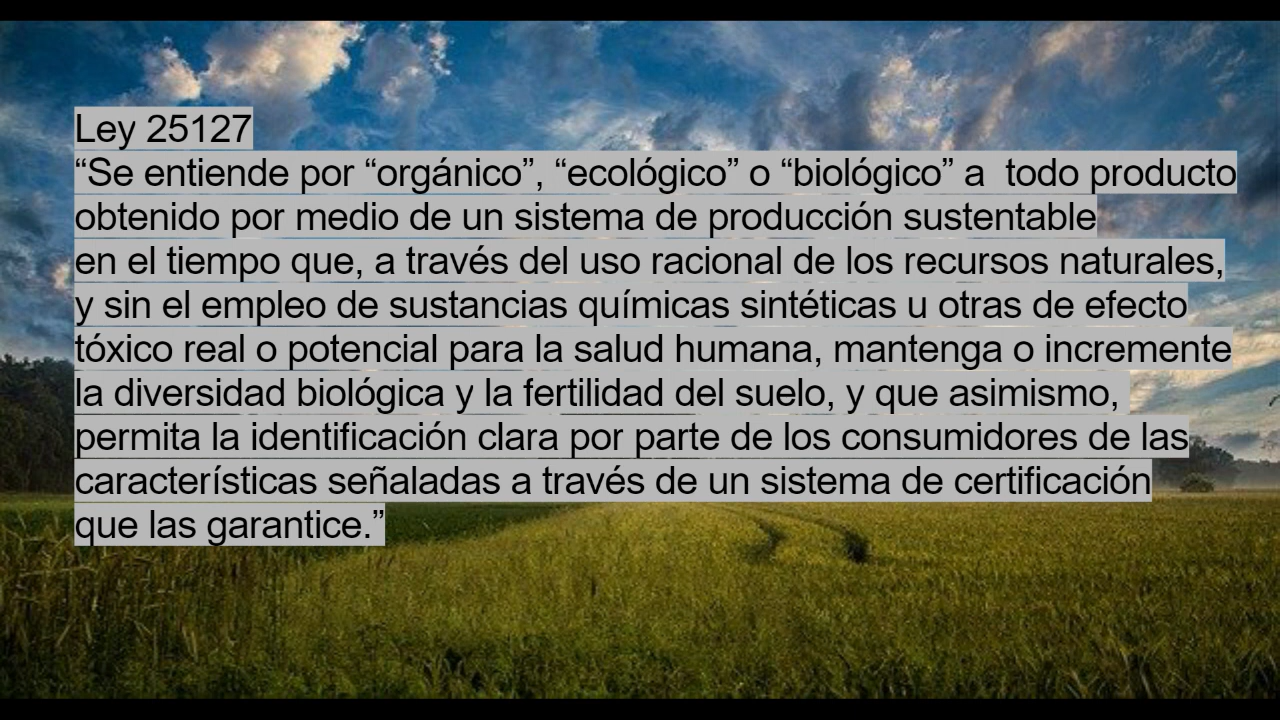 Ley 25127
“Se entiende por “orgánico”, “ecológico” o “biológico” a  todo producto
obtenido por medio de un sistema de producción sustentable
en el tiempo que, a través del uso racional de los recursos naturales,
y sin el empleo de sustancias químicas sintéticas u otras de efecto
tóxico real o potencial para la salud humana, mantenga o incremente
la diversidad biológica y la fertilidad del suelo, y que asimismo,
permita la identificación clara por parte de los consumidores de las
características señaladas a través de un sistema de certificación
que las garantice.”